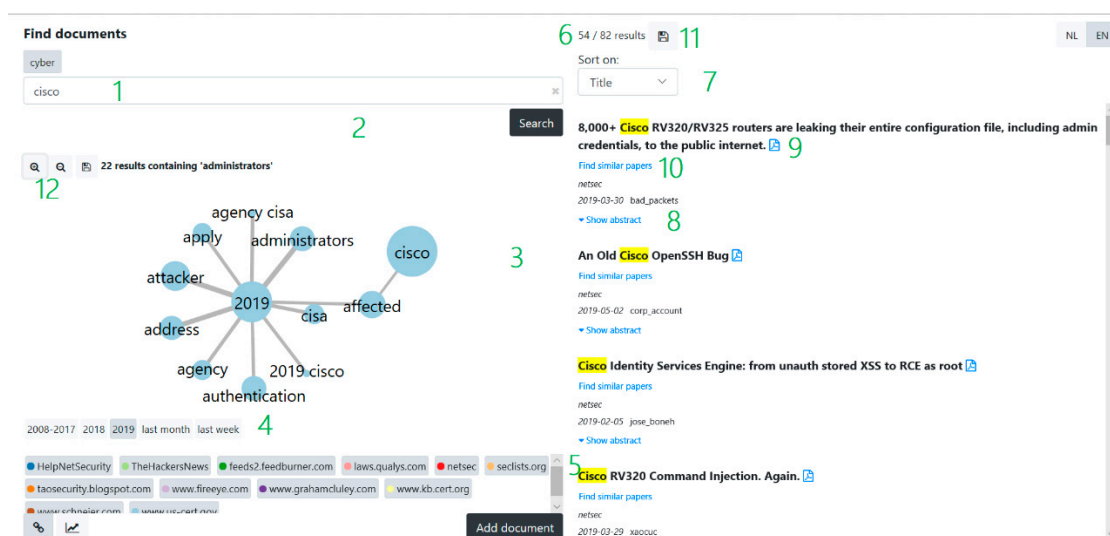 Find documents
cyber
cisco 1
2 Search
22 results containing 'administrators'
12
agency cisa
apply administrators
cisco
3
attacker
2019
affected
cisa
address
agency 2019 cisco
authentication
4
2008-2017 2018 2019 last month last week
HelpNetSecurity TheHackersNews feeds2.feedburner.com laws.qualys.com netsec seclists.org 5
taosecurity.blogspot.com www.fireeye.com www.grahamcluley.com www.kb.cert.org
www.schneier.com www.us-cert.gov
Add document
6 54 / 82 results 11 NL EN
Sort on:
Title 7
8,000+ Cisco RV320/RV325 routers are leaking their entire configuration file, including admin
credentials, to the public internet. 9
Find similar papers 10
netsec
2019-03-30 bad_packets
Show abstract 8
An Old Cisco OpenSSH Bug
Find similar papers
netsec
2019-05-02 corp_account
Show abstract
Cisco Identity Services Engine: from unauth stored XSS to RCE as root
Find similar papers
netsec
2019-02-05 jose_boneh
Show abstract
Cisco RV320 Command Injection. Again.
Find similar papers
netsec
2019-03-29 xaocuc